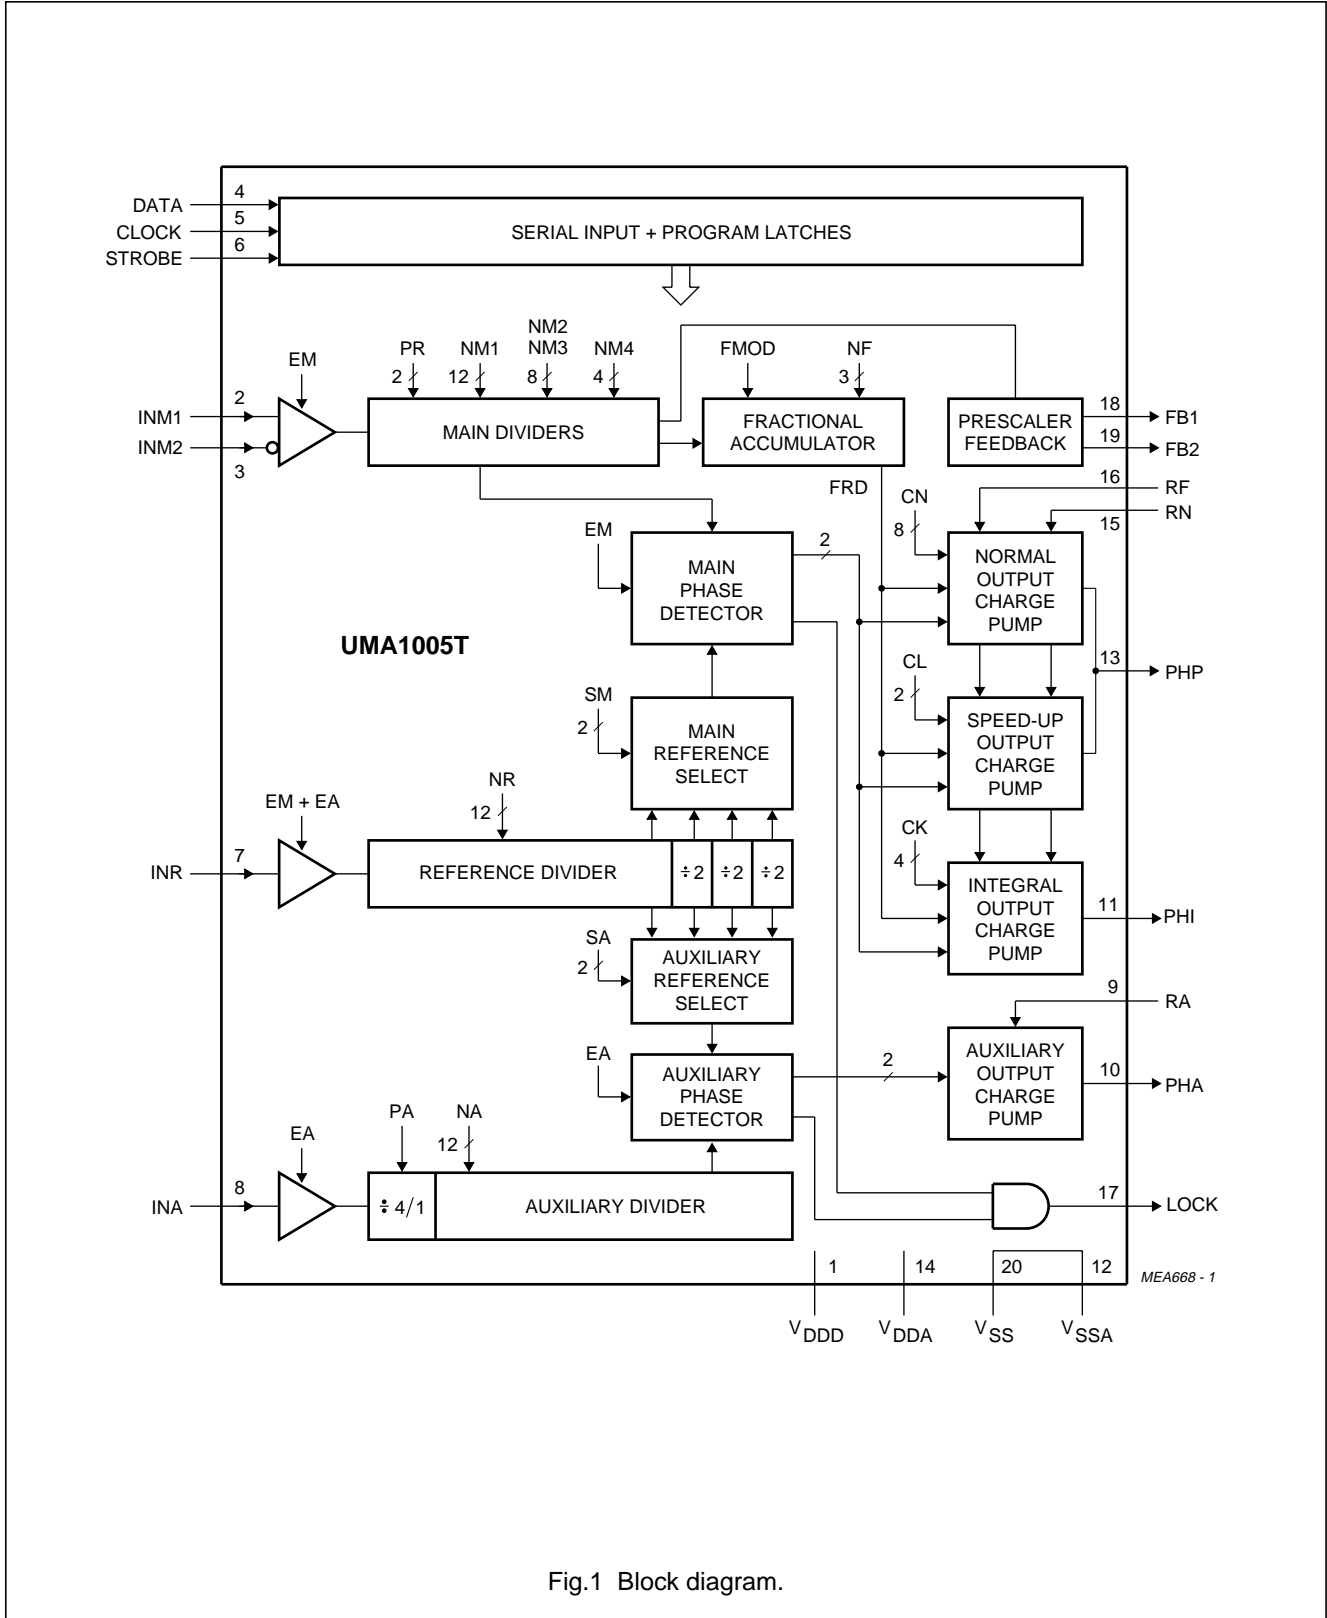 4
DATA
5
CLOCK
SERIAL INPUT + PROGRAM LATCHES
6
STROBE
NM2
PR
NM1
NM3
NM4
FMOD
NF
EM
2
12
8
4
3
2
INM1
18
FB1
MAIN DIVIDERS
FRACTIONAL
ACCUMULATOR
PRESCALER
FEEDBACK
INM2
19
FB2
3
FRD
16
RF
CN
RN
15
8
EM
2
MAIN
PHASE
DETECTOR
NORMAL
OUTPUT
CHARGE
PUMP
UMA1005T
13
PHP
CL
2
SM
2
MAIN
REFERENCE
SELECT
SPEED-UP
OUTPUT
CHARGE
PUMP
NR
12
EM + EA
CK
4
7
INR
REFERENCE DIVIDER
÷2
÷2
÷2
INTEGRAL
OUTPUT
CHARGE
PUMP
11
PHI
SA
2
AUXILIARY
REFERENCE
SELECT
9
RA
EA
AUXILIARY
PHASE
DETECTOR
2
AUXILIARY
OUTPUT
CHARGE
PUMP
10
PHA
PA
NA
12
EA
8
INA
÷ 4/1
AUXILIARY DIVIDER
17
LOCK
1
14
20
12
MEA668 - 1
VDDD
VDDA
VSS
VSSA
Fig.1 Block diagram.